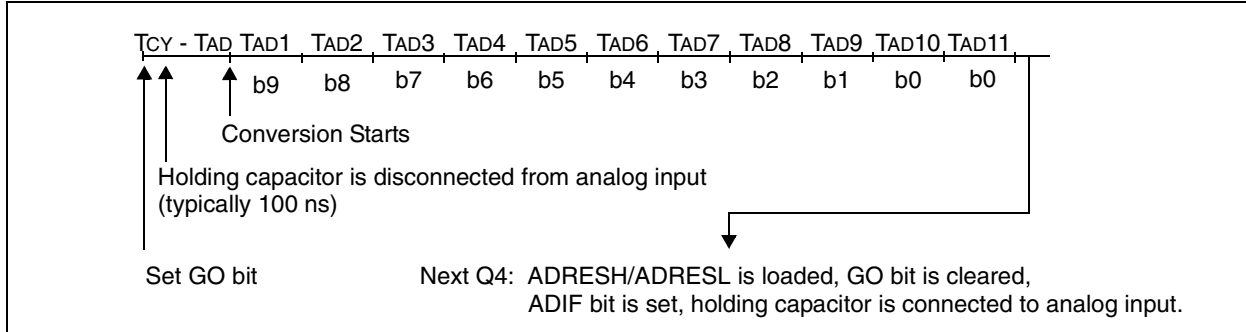 TCY - TAD TAD1 TAD2 TAD3 TAD4 TAD5 TAD6 TAD7 TAD8 TAD9 TAD10 TAD11
b9 b8 b7 b6 b5 b4 b3 b2 b1 b0 b0
Conversion Starts
Holding capacitor is disconnected from analog input
(typically 100 ns)
Set GO bit
Next Q4: ADRESH/ADRESL is loaded, GO bit is cleared,
ADIF bit is set, holding capacitor is connected to analog input.